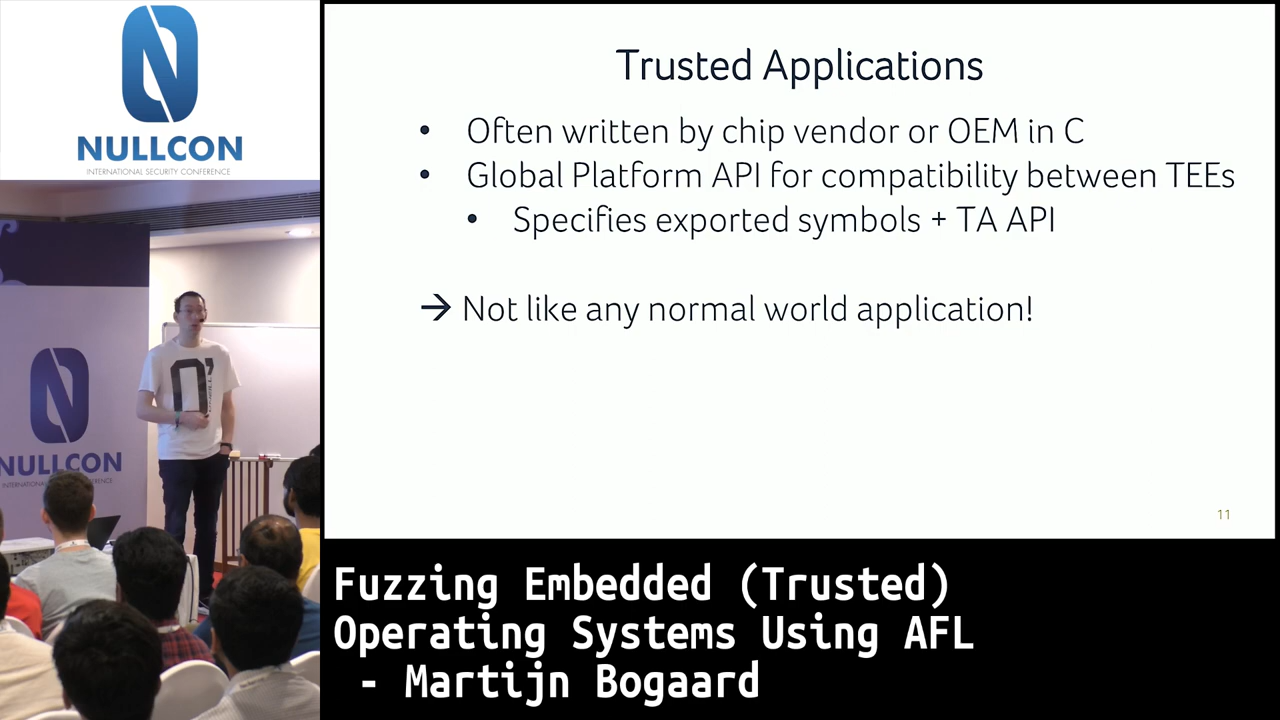 NULLCON
INTERNATIONAL SECURITY CONFERENCE
Trusted Applications
• Often written by chip vendor or OEM in C
• Global Platform API for compatibility between TEEs
• Specifies exported symbols + TA API
→ Not like any normal world application!
11
NULLCON
Fuzzing Embedded (Trusted)
Operating Systems Using AFL
- Martijn Bogaard